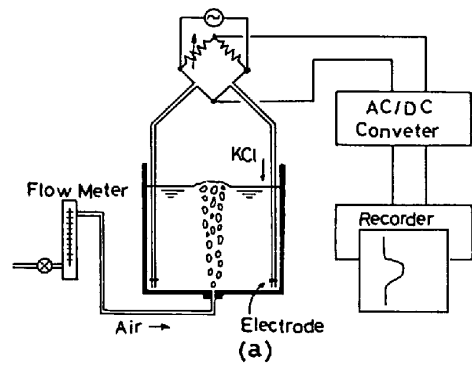 KCl
AC/DC
Conveter
Flow Meter
Recorder
Air →
Electrode
(a)